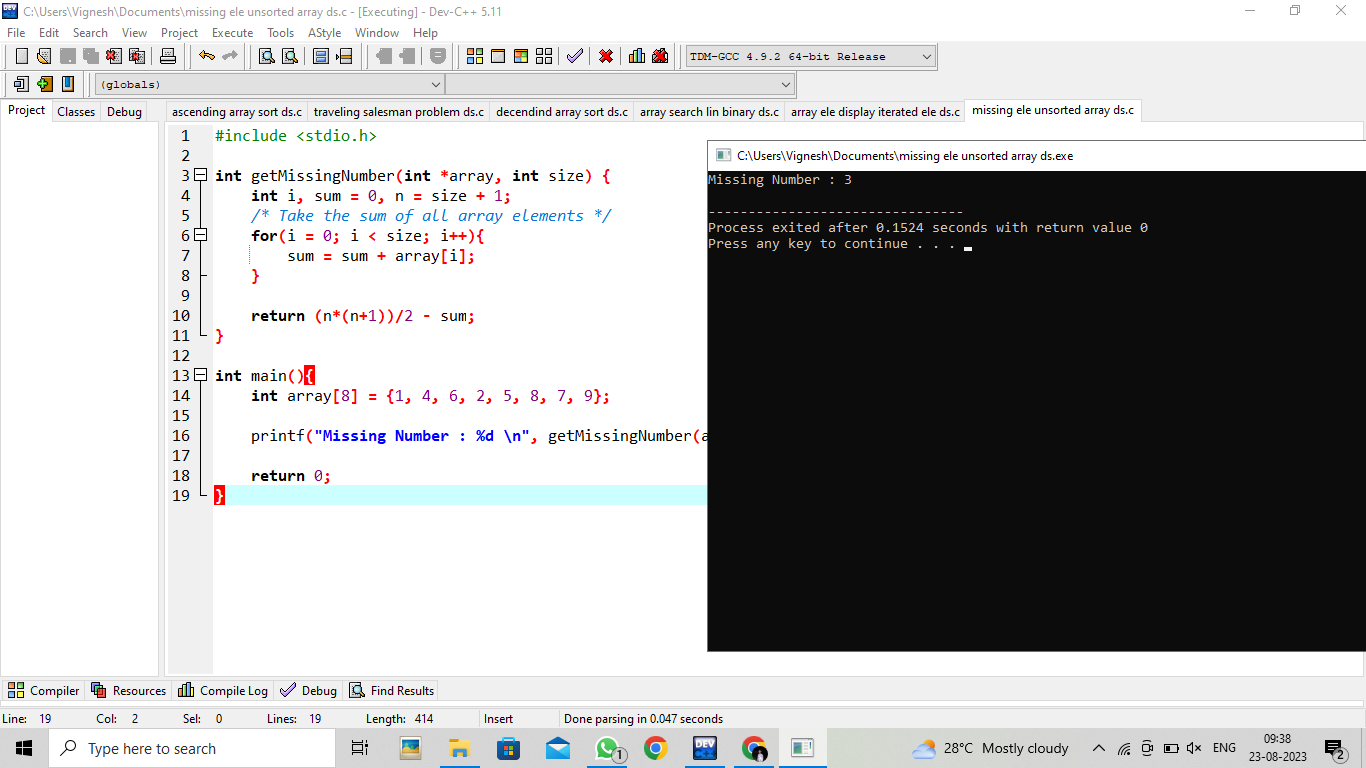 C:\Users\Vignesh\Documents\missing ele unsorted array ds.c - [Executing] - Dev-C++ 5.11
File Edit Search View Project Execute Tools AStyle Window Help
TDM-GCC 4.9.2 64-bit Release
(globals)
Project Classes Debug
ascending array sort ds.c traveling salesman problem ds.c decendind array sort ds.c array search lin binary ds.c array ele display iterated ele ds.c missing ele unsorted array ds.c
1 #include <stdio.h>
2
3 int getMissingNumber(int *array, int size) {
4 int i, sum = 0, n = size + 1;
5 /* Take the sum of all array elements */
6 for(i = 0; i < size; i++){
7 sum = sum + array[i];
8 }
9
10 return (n*(n+1))/2 - sum;
11 }
12
13 int main(){
14 int array[8] = {1, 4, 6, 2, 5, 8, 7, 9};
15
16 printf("Missing Number : %d \n", getMissingNumber(a
17
18 return 0;
19 }
C:\Users\Vignesh\Documents\missing ele unsorted array ds.exe
Missing Number : 3
--------------------------------
Process exited after 0.1524 seconds with return value 0
Press any key to continue . . .
Compiler Resources Compile Log Debug Find Results
Line: 19 Col: 2 Sel: 0 Lines: 19 Length: 414 Insert Done parsing in 0.047 seconds
Type here to search
DEV
1
28°C Mostly cloudy
ENG
09:38
23-08-2023
2